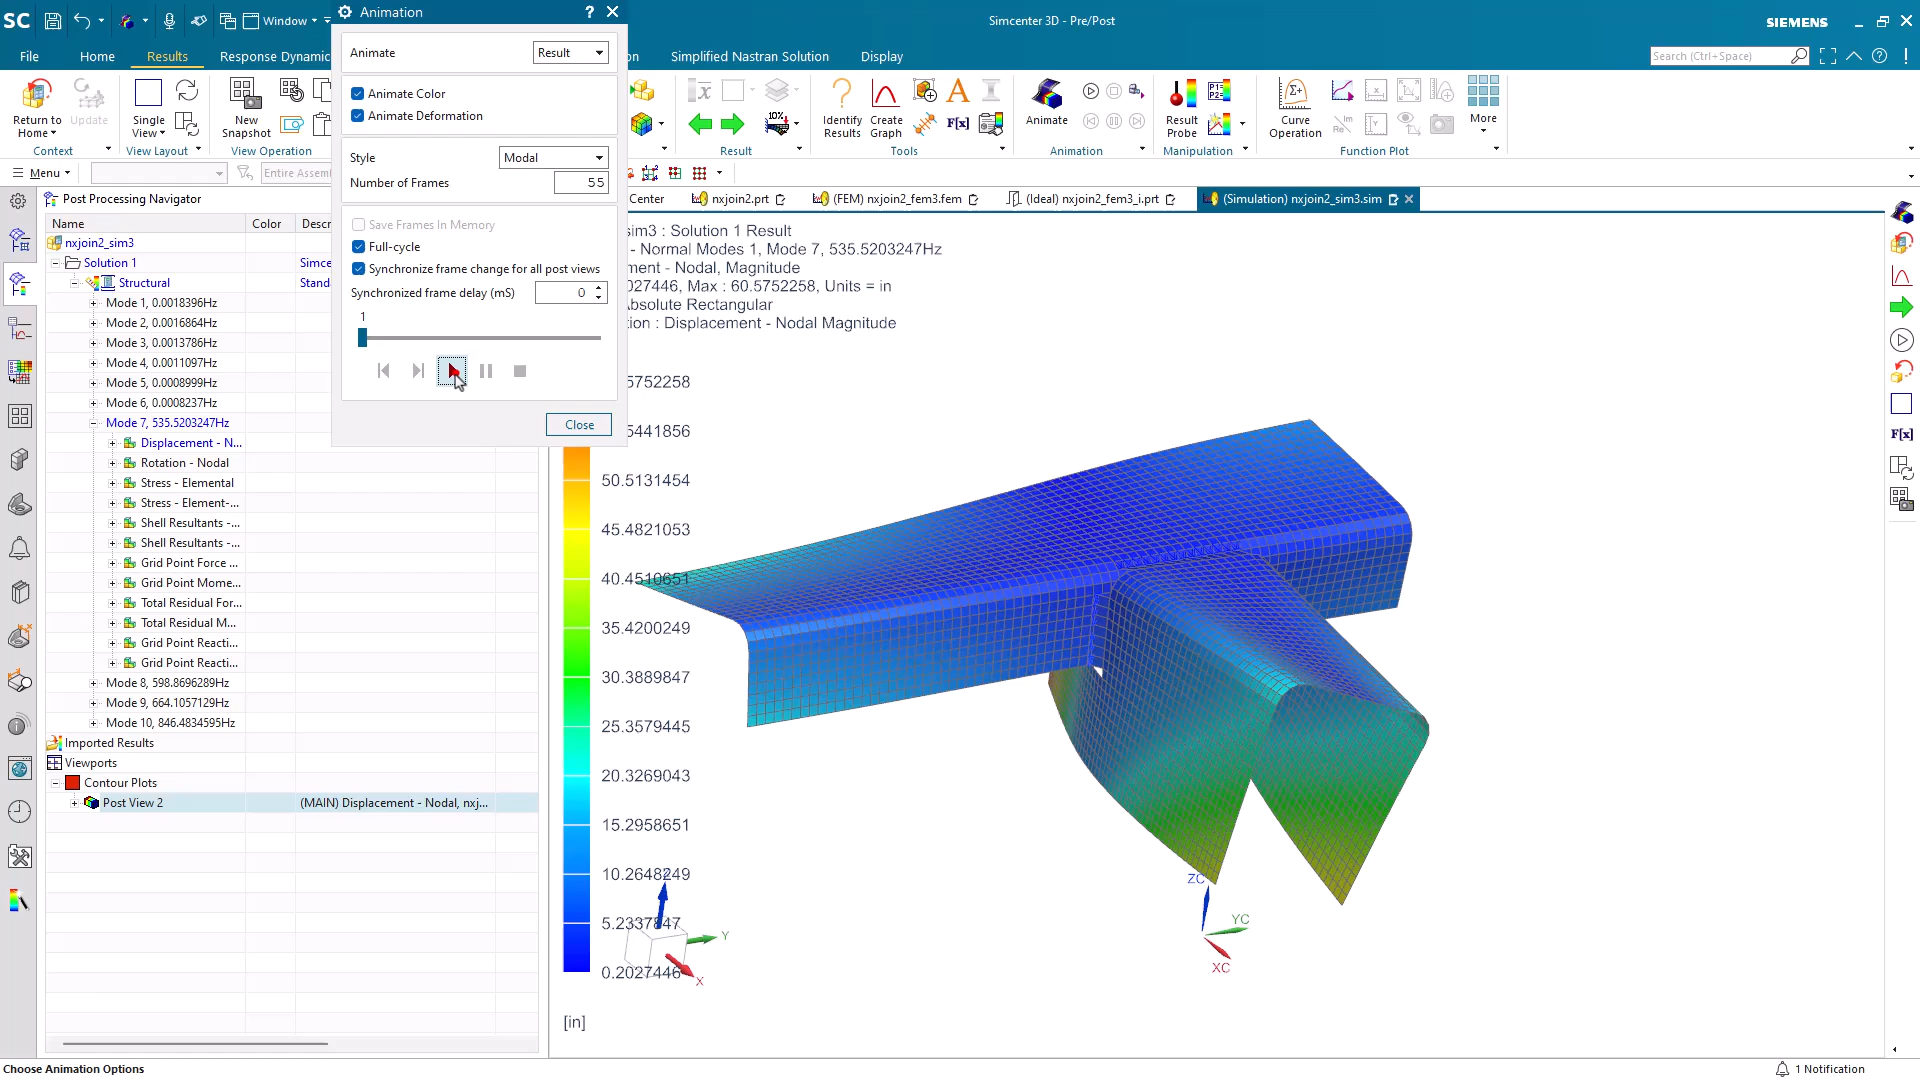 SC
Window
Animation
?
Simcenter 3D - Pre/Post
SIEMENS
File
Home
Results
Response Dynamic
on
Simplified Nastran Solution
Display
Search (Ctrl+Space)
Return to
Home
Update
Context
Single
View
View Layout
New
Snapshot
View Operation
Animate
Result
Animate Color
Animate Deformation
Style
Modal
Number of Frames
55
Save Frames In Memory
Full-cycle
Synchronize frame change for all post views
Synchronized frame delay (mS)
0
1
Close
10%
Result
Identify
Results
Create
Graph
F[x]
Tools
Animate
Animation
Result
Probe
Manipulation
Curve
Operation
Function Plot
More
Menu
Entire Assem
Post Processing Navigator
Center
nxjoin2.prt
(FEM) nxjoin2_fem3.fem
(Ideal) nxjoin2_fem3_i.prt
(Simulation) nxjoin2_sim3.sim
Name
Color
Descr
nxjoin2_sim3
Solution 1
Simce
Structural
Stand
Mode 1, 0.0018396Hz
Mode 2, 0.0016864Hz
Mode 3, 0.0013786Hz
Mode 4, 0.0011097Hz
Mode 5, 0.0008999Hz
Mode 6, 0.0008237Hz
Mode 7, 535.5203247Hz
Displacement - N...
Rotation - Nodal
Stress - Elemental
Stress - Element-...
Shell Resultants -...
Shell Resultants -...
Grid Point Force ...
Grid Point Mome...
Total Residual For...
Total Residual M...
Grid Point Reacti...
Grid Point Reacti...
Mode 8, 598.8696289Hz
Mode 9, 664.1057129Hz
Mode 10, 846.4834595Hz
Imported Results
Viewports
Contour Plots
Post View 2
(MAIN) Displacement - Nodal, nxj...
sim3 : Solution 1 Result
- Normal Modes 1, Mode 7, 535.5203247Hz
ment - Nodal, Magnitude
027446, Max : 60.5752258, Units = in
Absolute Rectangular
ion : Displacement - Nodal Magnitude
5752258
5441856
50.5131454
45.4821053
40.4510651
35.4200249
30.3889847
25.3579445
20.3269043
15.2958651
10.2648249
5.2337847
0.2027446
[in]
Z
Y
X
ZC
YC
XC
F[x]
Choose Animation Options
1 Notification